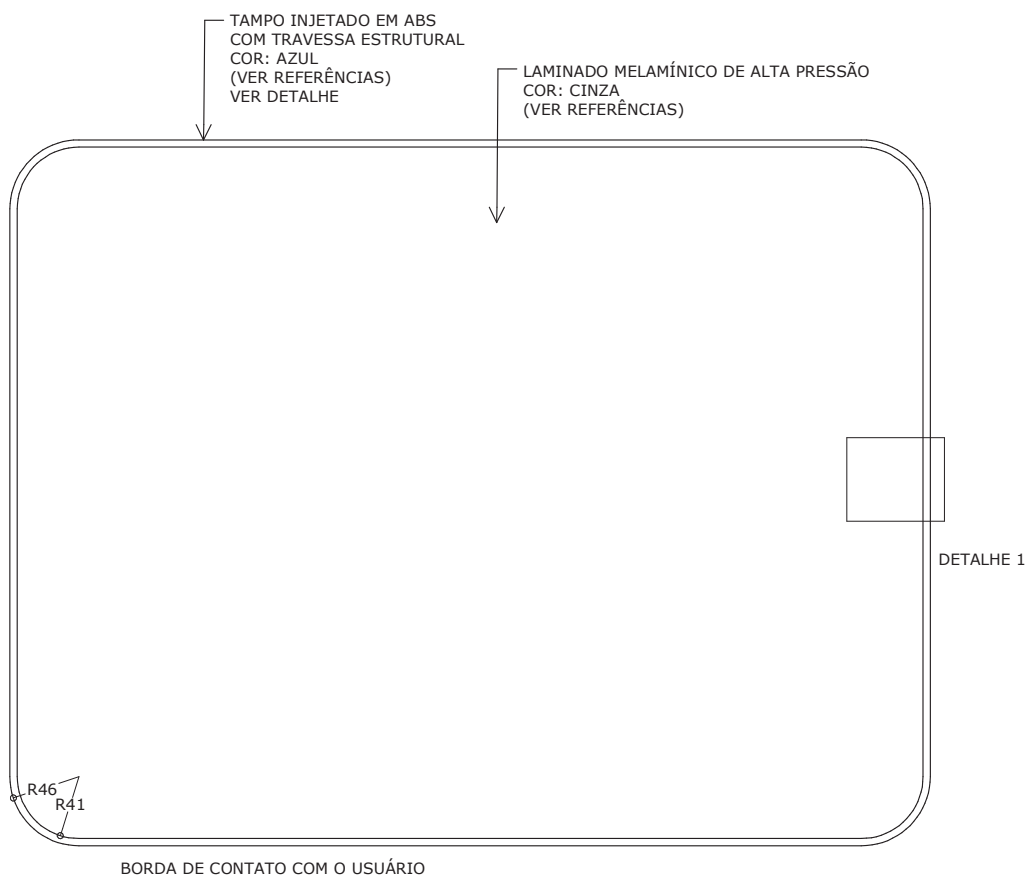 TAMPO INJETADO EM ABS
COM TRAVESSA ESTRUTURAL
COR: AZUL
(VER REFERÊNCIAS)
VER DETALHE
LAMINADO MELAMÍNICO DE ALTA PRESSÃO
COR: CINZA
(VER REFERÊNCIAS)
DETALHE 1
R46
R41
BORDA DE CONTATO COM O USUÁRIO